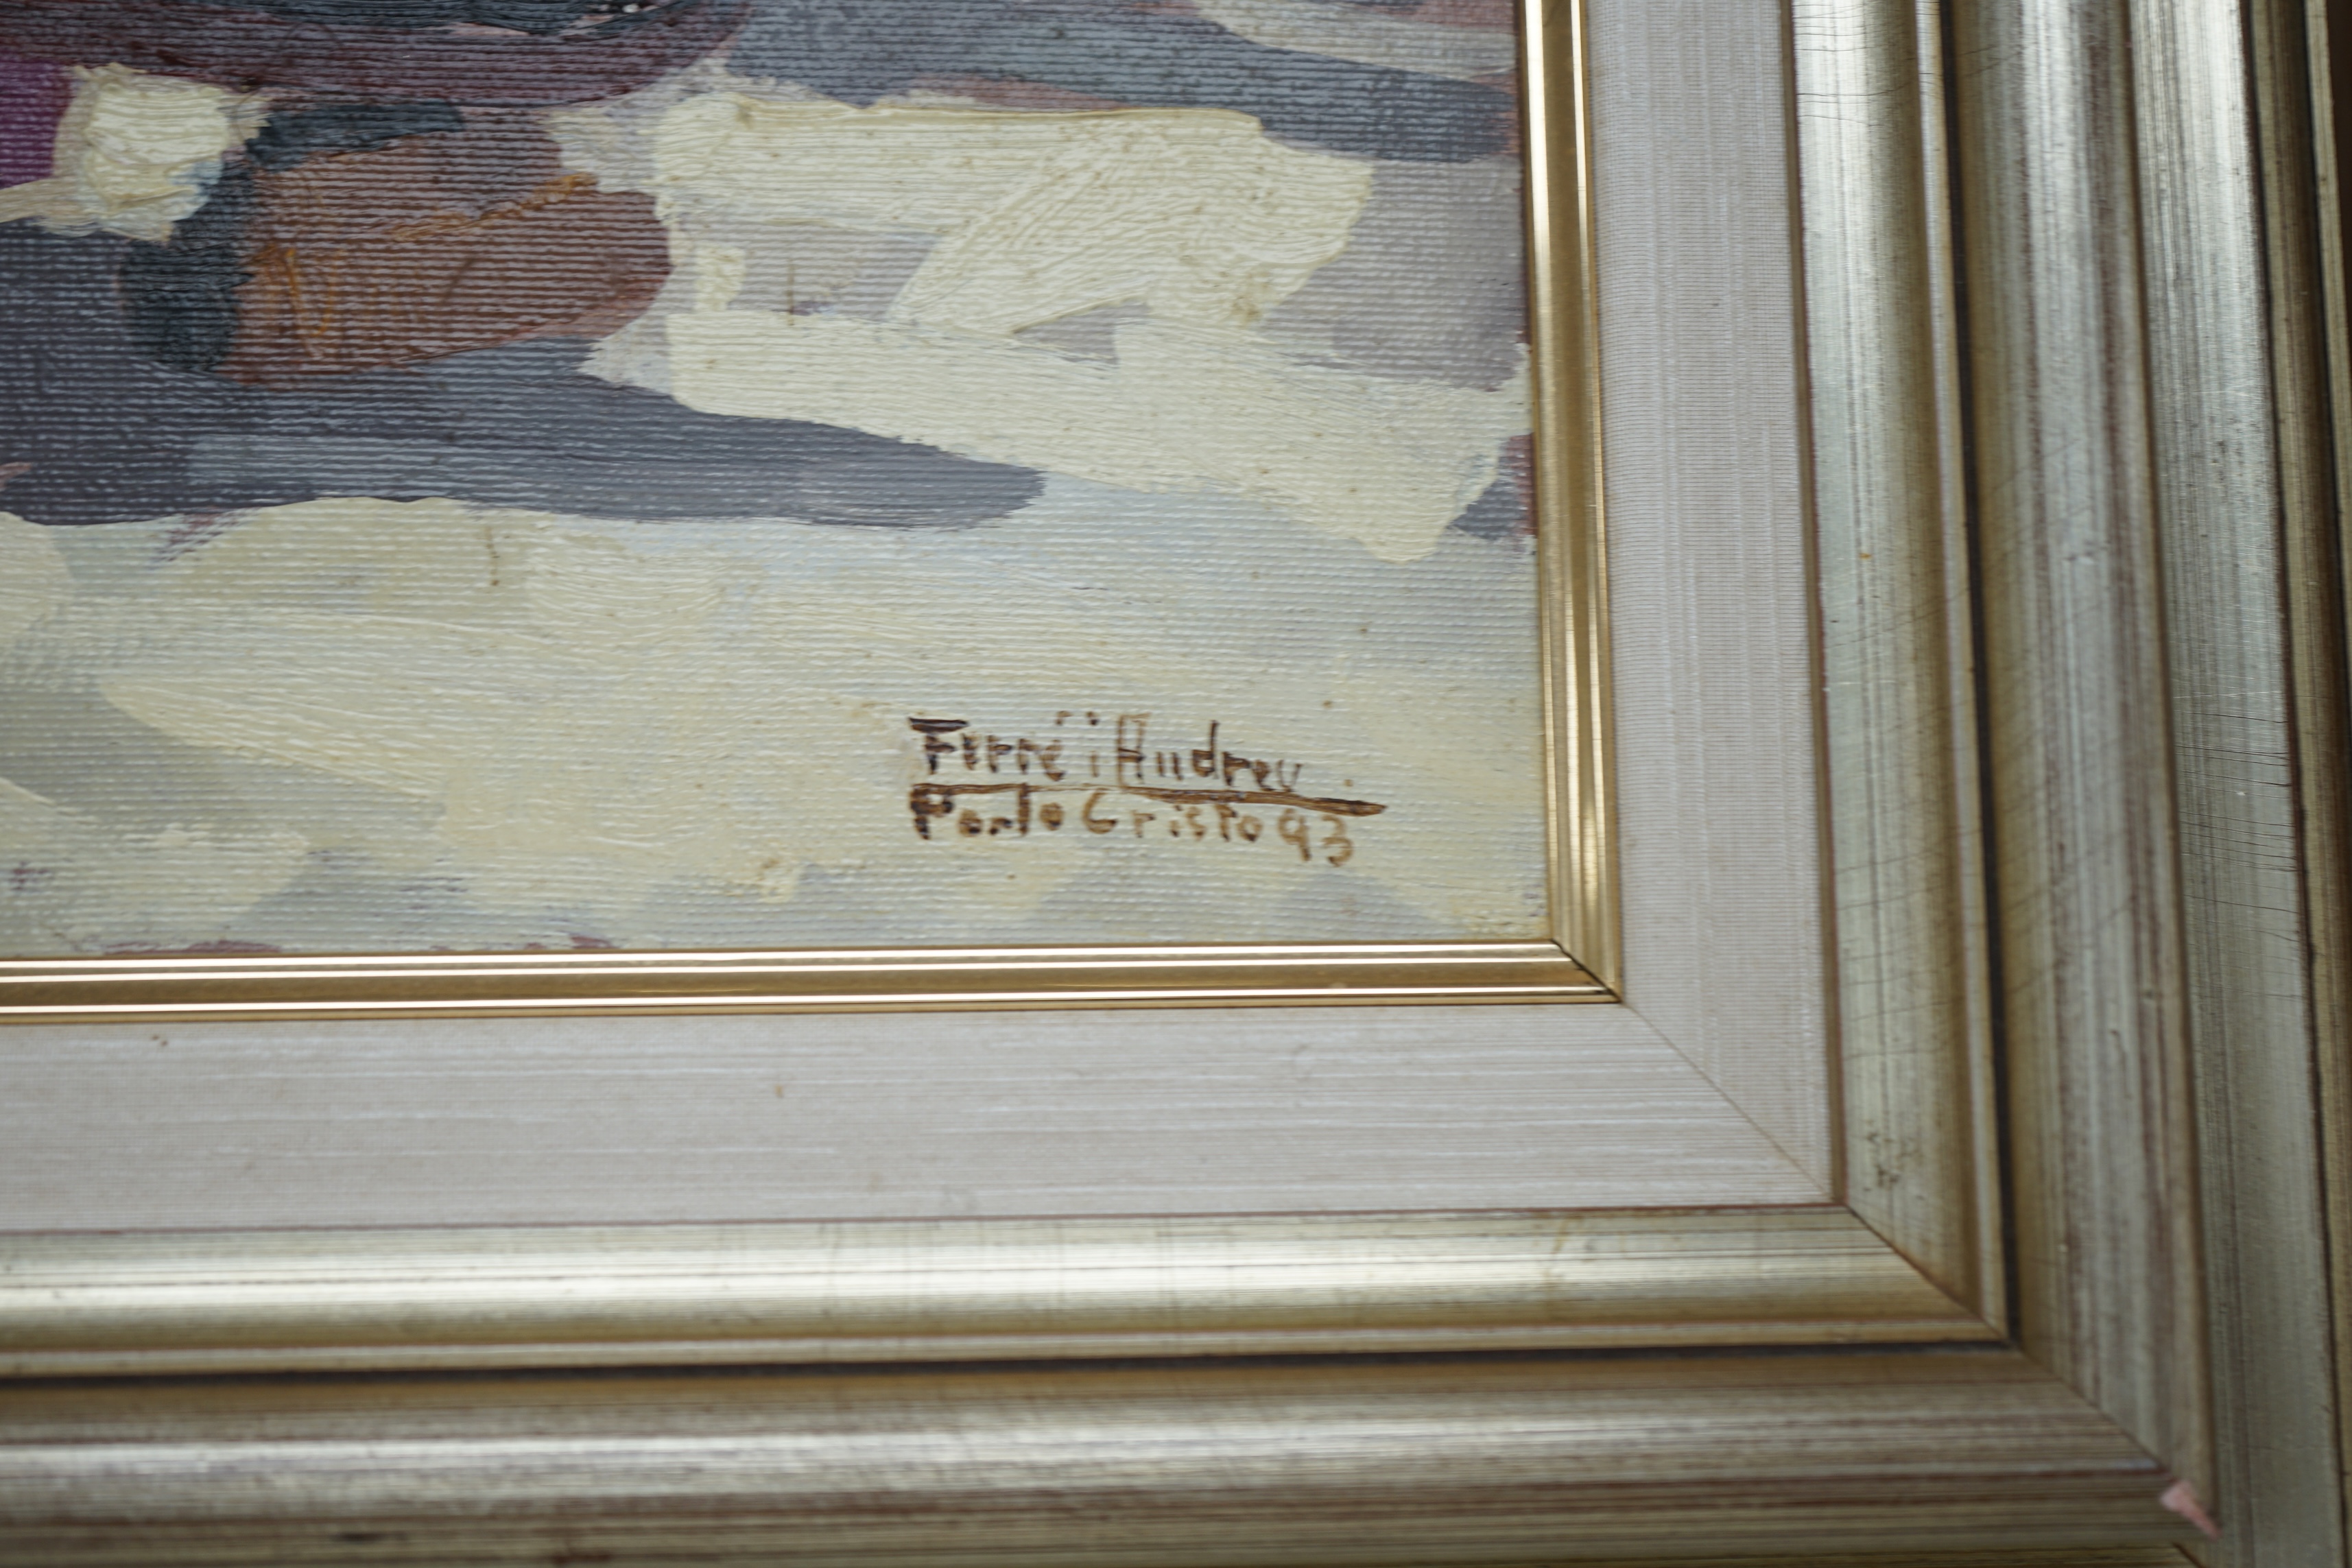 Ferré i Andreu.
Porto Cristo 93